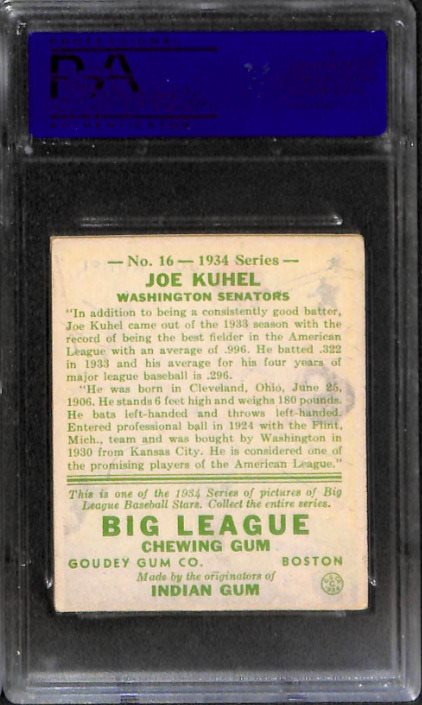 PSA
— No. 16 — 1934 Series —
JOE KUHEL
WASHINGTON SENATORS
"In addition to being a consistently good batter,
Joe Kuhel came out of the 1933 season with the
record of being the best fielder in the American
League with an average of .996. He batted .322
in 1933 and his average for his four years of
major league baseball is .296.
"He was born in Cleveland, Ohio, June 25,
1906. He stands 6 feet high and weighs 180 pounds.
He bats left-handed and throws left-handed.
Entered professional ball in 1924 with the Flint,
Mich., team and was bought by Washington in
1930 from Kansas City. He is considered one of
the promising players of the American League."
This is one of the 1934 Series of pictures of Big
League Baseball Stars. Collect the entire series.
BIG LEAGUE
CHEWING GUM
GOUDEY GUM CO. BOSTON
Made by the originators of
INDIAN GUM